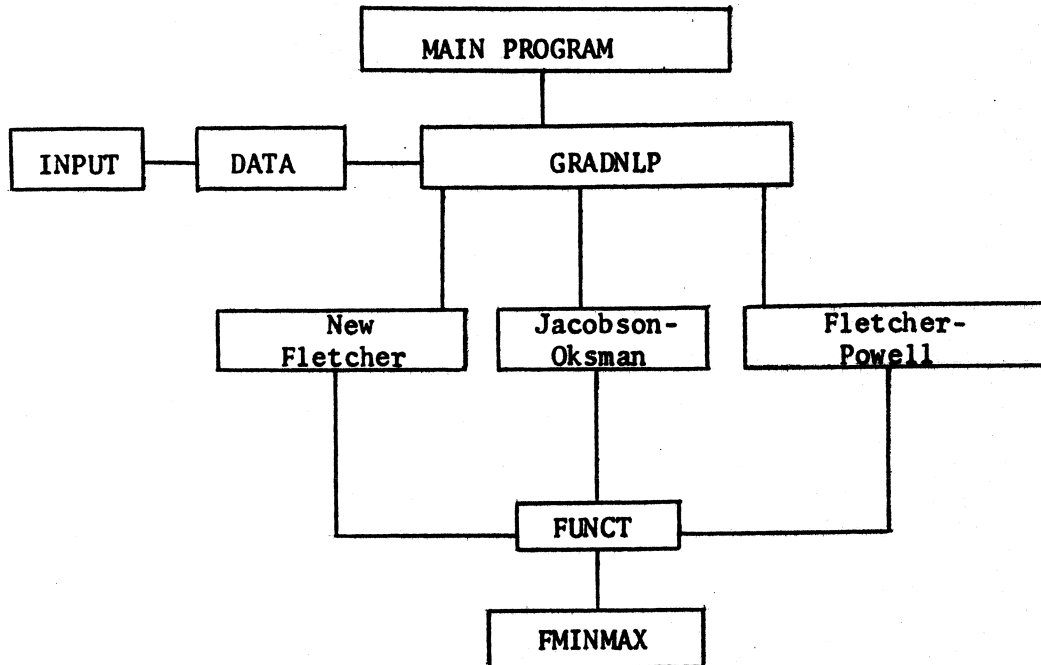 MAIN PROGRAM
INPUT
DATA
GRADNLP
New
Fletcher
Jacobson-
Oksman
Fletcher-
Powell
FUNCT
FMINMAX